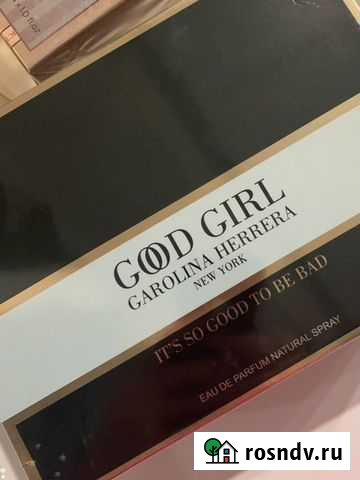 GOOD GIRL
CAROLINA HERRERA
NEW YORK
IT'S SO GOOD TO BE BAD
EAU DE PARFUM NATURAL SPRAY
rosndv.ru